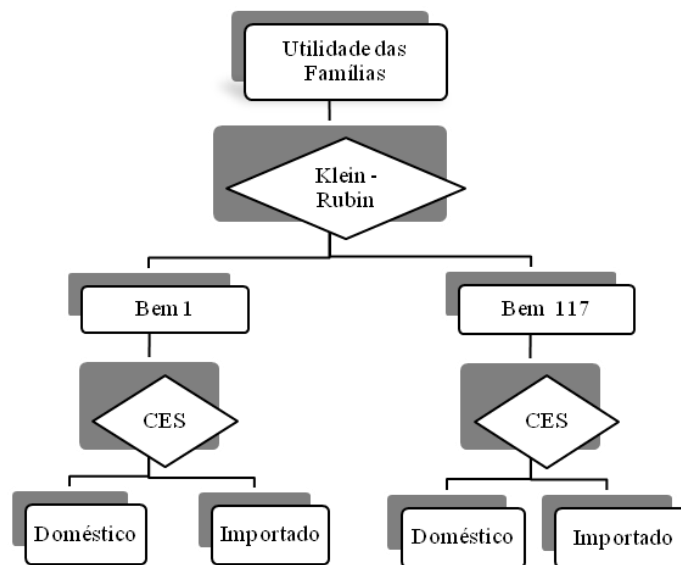 Utilidade das
Famílias
Klein -
Rubin
Bem 1
Bem 117
CES
CES
Doméstico
Importado
Doméstico
Importado